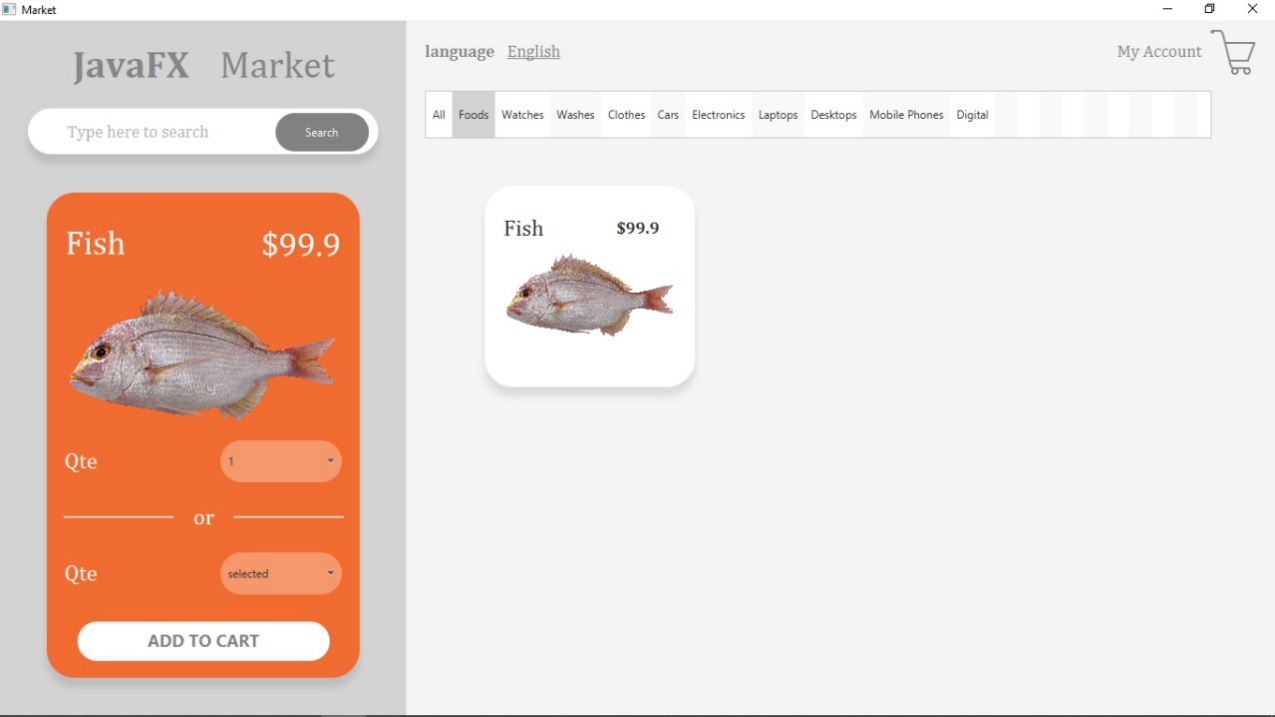 Market
JavaFX Market
Type here to search
Search
Fish $99.9
Qte 1
or
Qte selected
ADD TO CART
language English
My Account
All Foods Watches Washes Clothes Cars Electronics Laptops Desktops Mobile Phones Digital
Fish $99.9